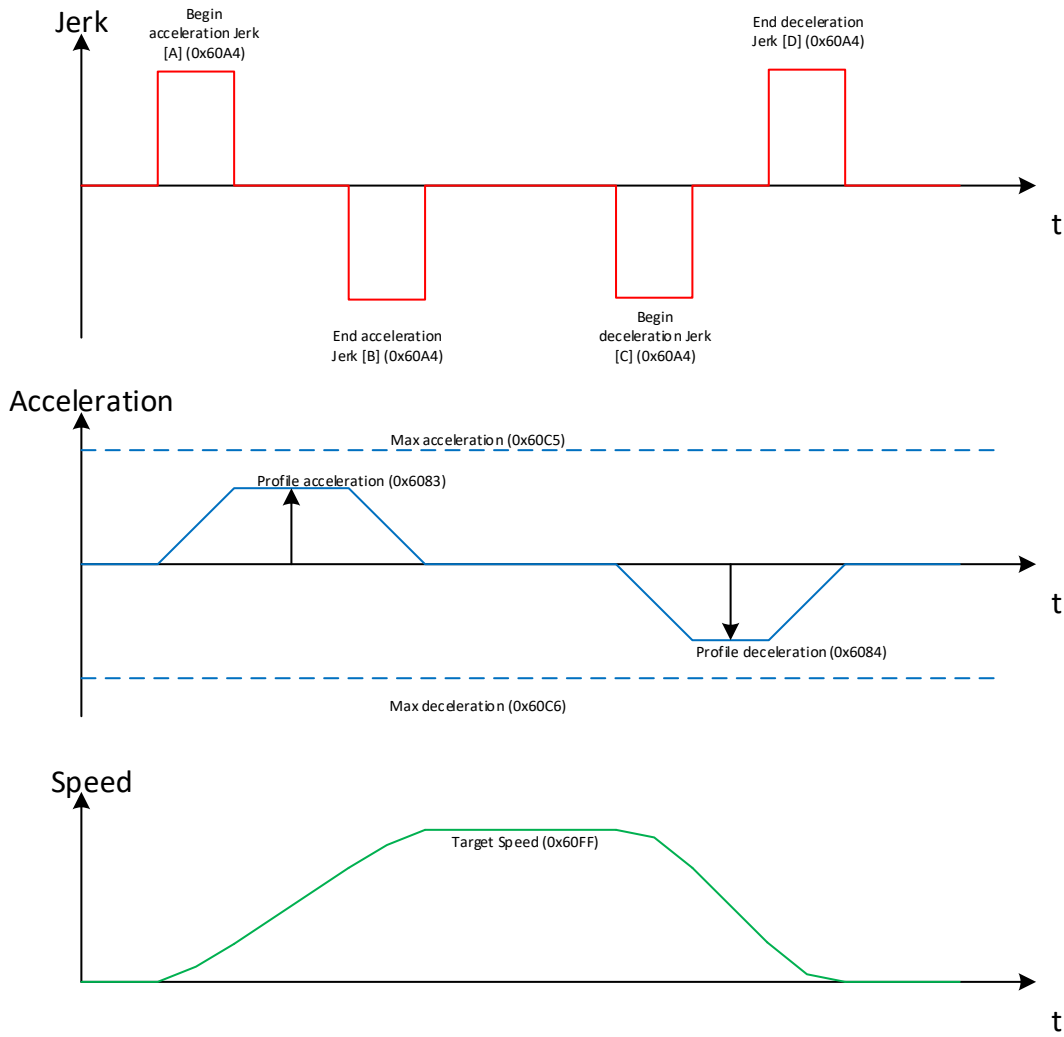 Jerk
Begin
acceleration Jerk
[A] (0x60A4)
End deceleration
Jerk [D] (0x60A4)
t
End acceleration
Jerk [B] (0x60A4)
Begin
deceleration Jerk
[C] (0x60A4)
Acceleration
Max acceleration (0x60C5)
Profile acceleration (0x6083)
t
Profile deceleration (0x6084)
Max deceleration (0x60C6)
Speed
Target Speed (0x60FF)
t